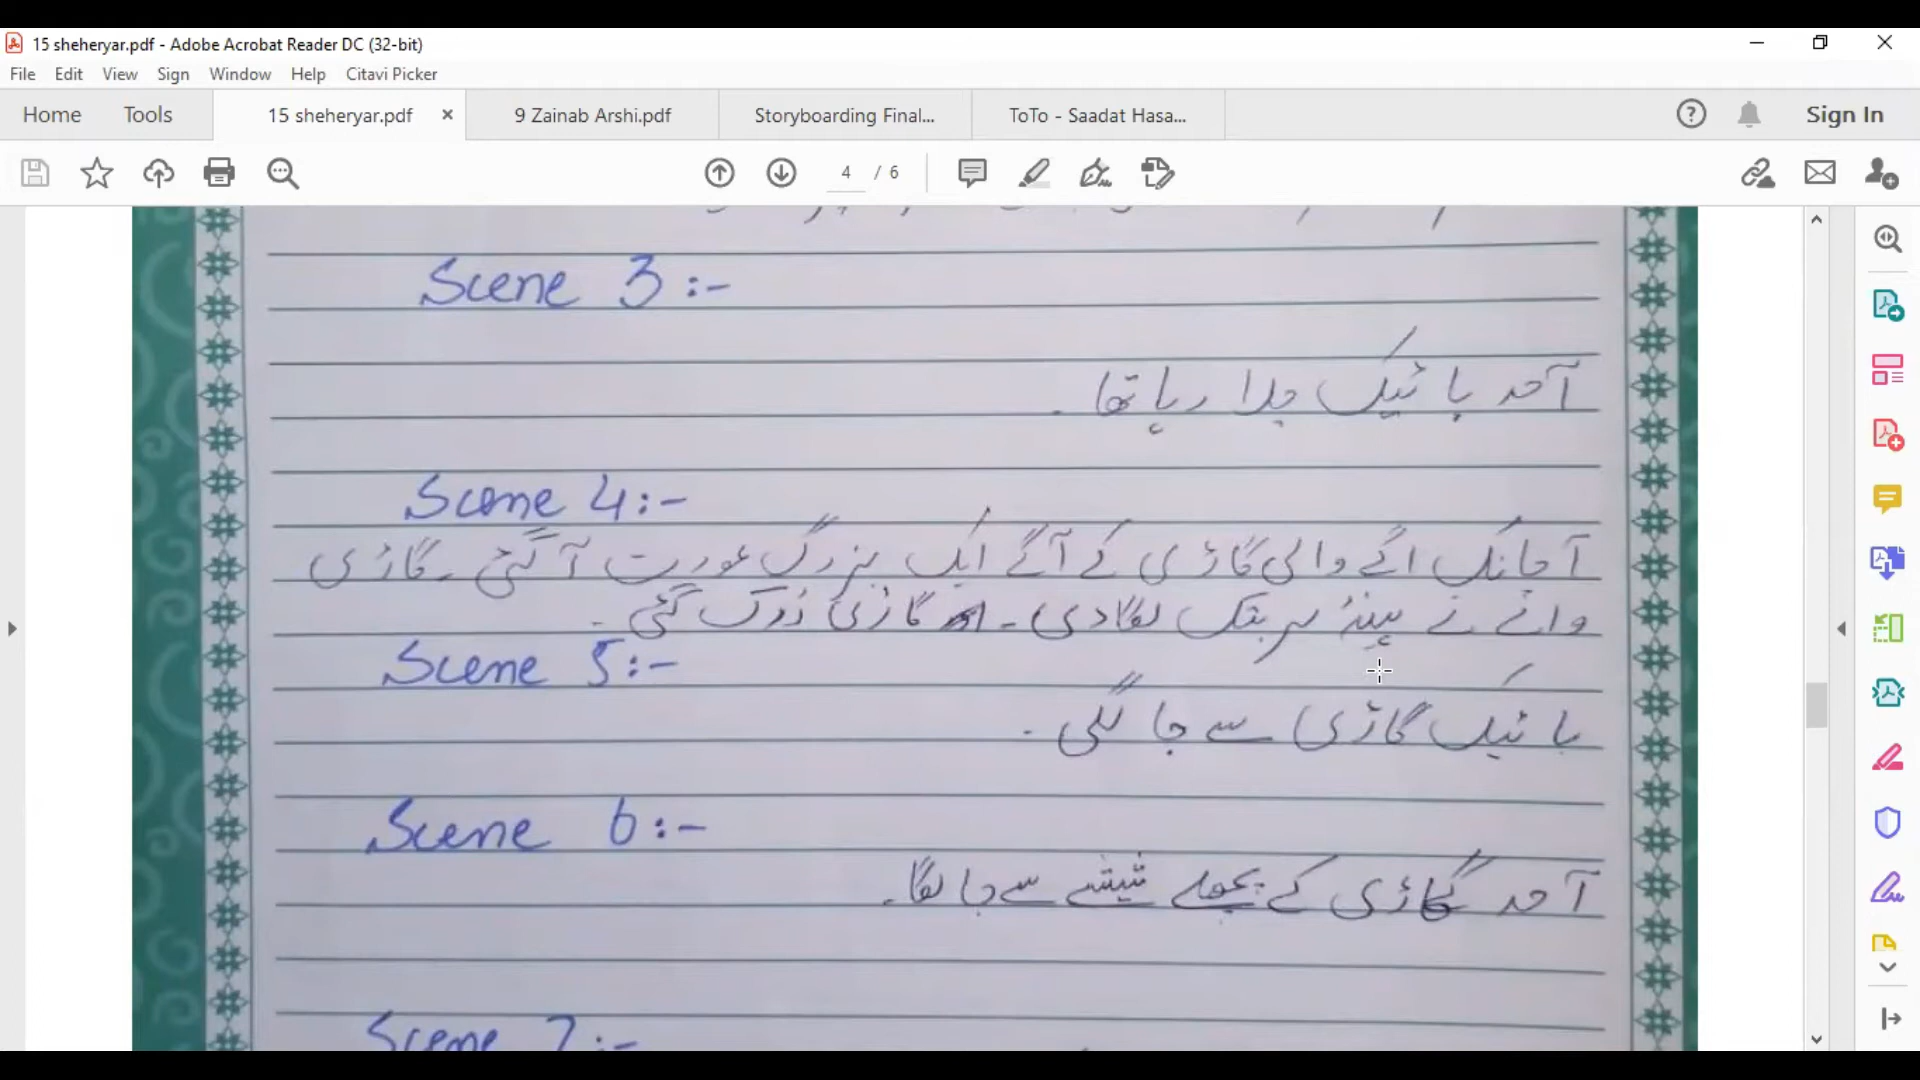 15 sheheryar.pdf - Adobe Acrobat Reader DC (32-bit)
File Edit View Sign Window Help Citavi Picker
Home Tools 15 sheheryar.pdf 9 Zainab Arshi.pdf Storyboarding Final... ToTo - Saadat Hasa... Sign In
4 / 6
Scene 3:-
آحد بائیک چلا رہا تھا۔
Scene 4:-
آچانک اگے والی گاڑی کے آگے ایک بزرگ عورت آ گئی۔ گاڑی
والے نے بریک لگا دی۔ گاڑی رُک گئی۔
Scene 5:-
بائیک گاڑی سے جا لگی۔
Scene 6:-
آحد گاڑی کے پچھلے شیشے سے جا لگا۔
Scene 7:-